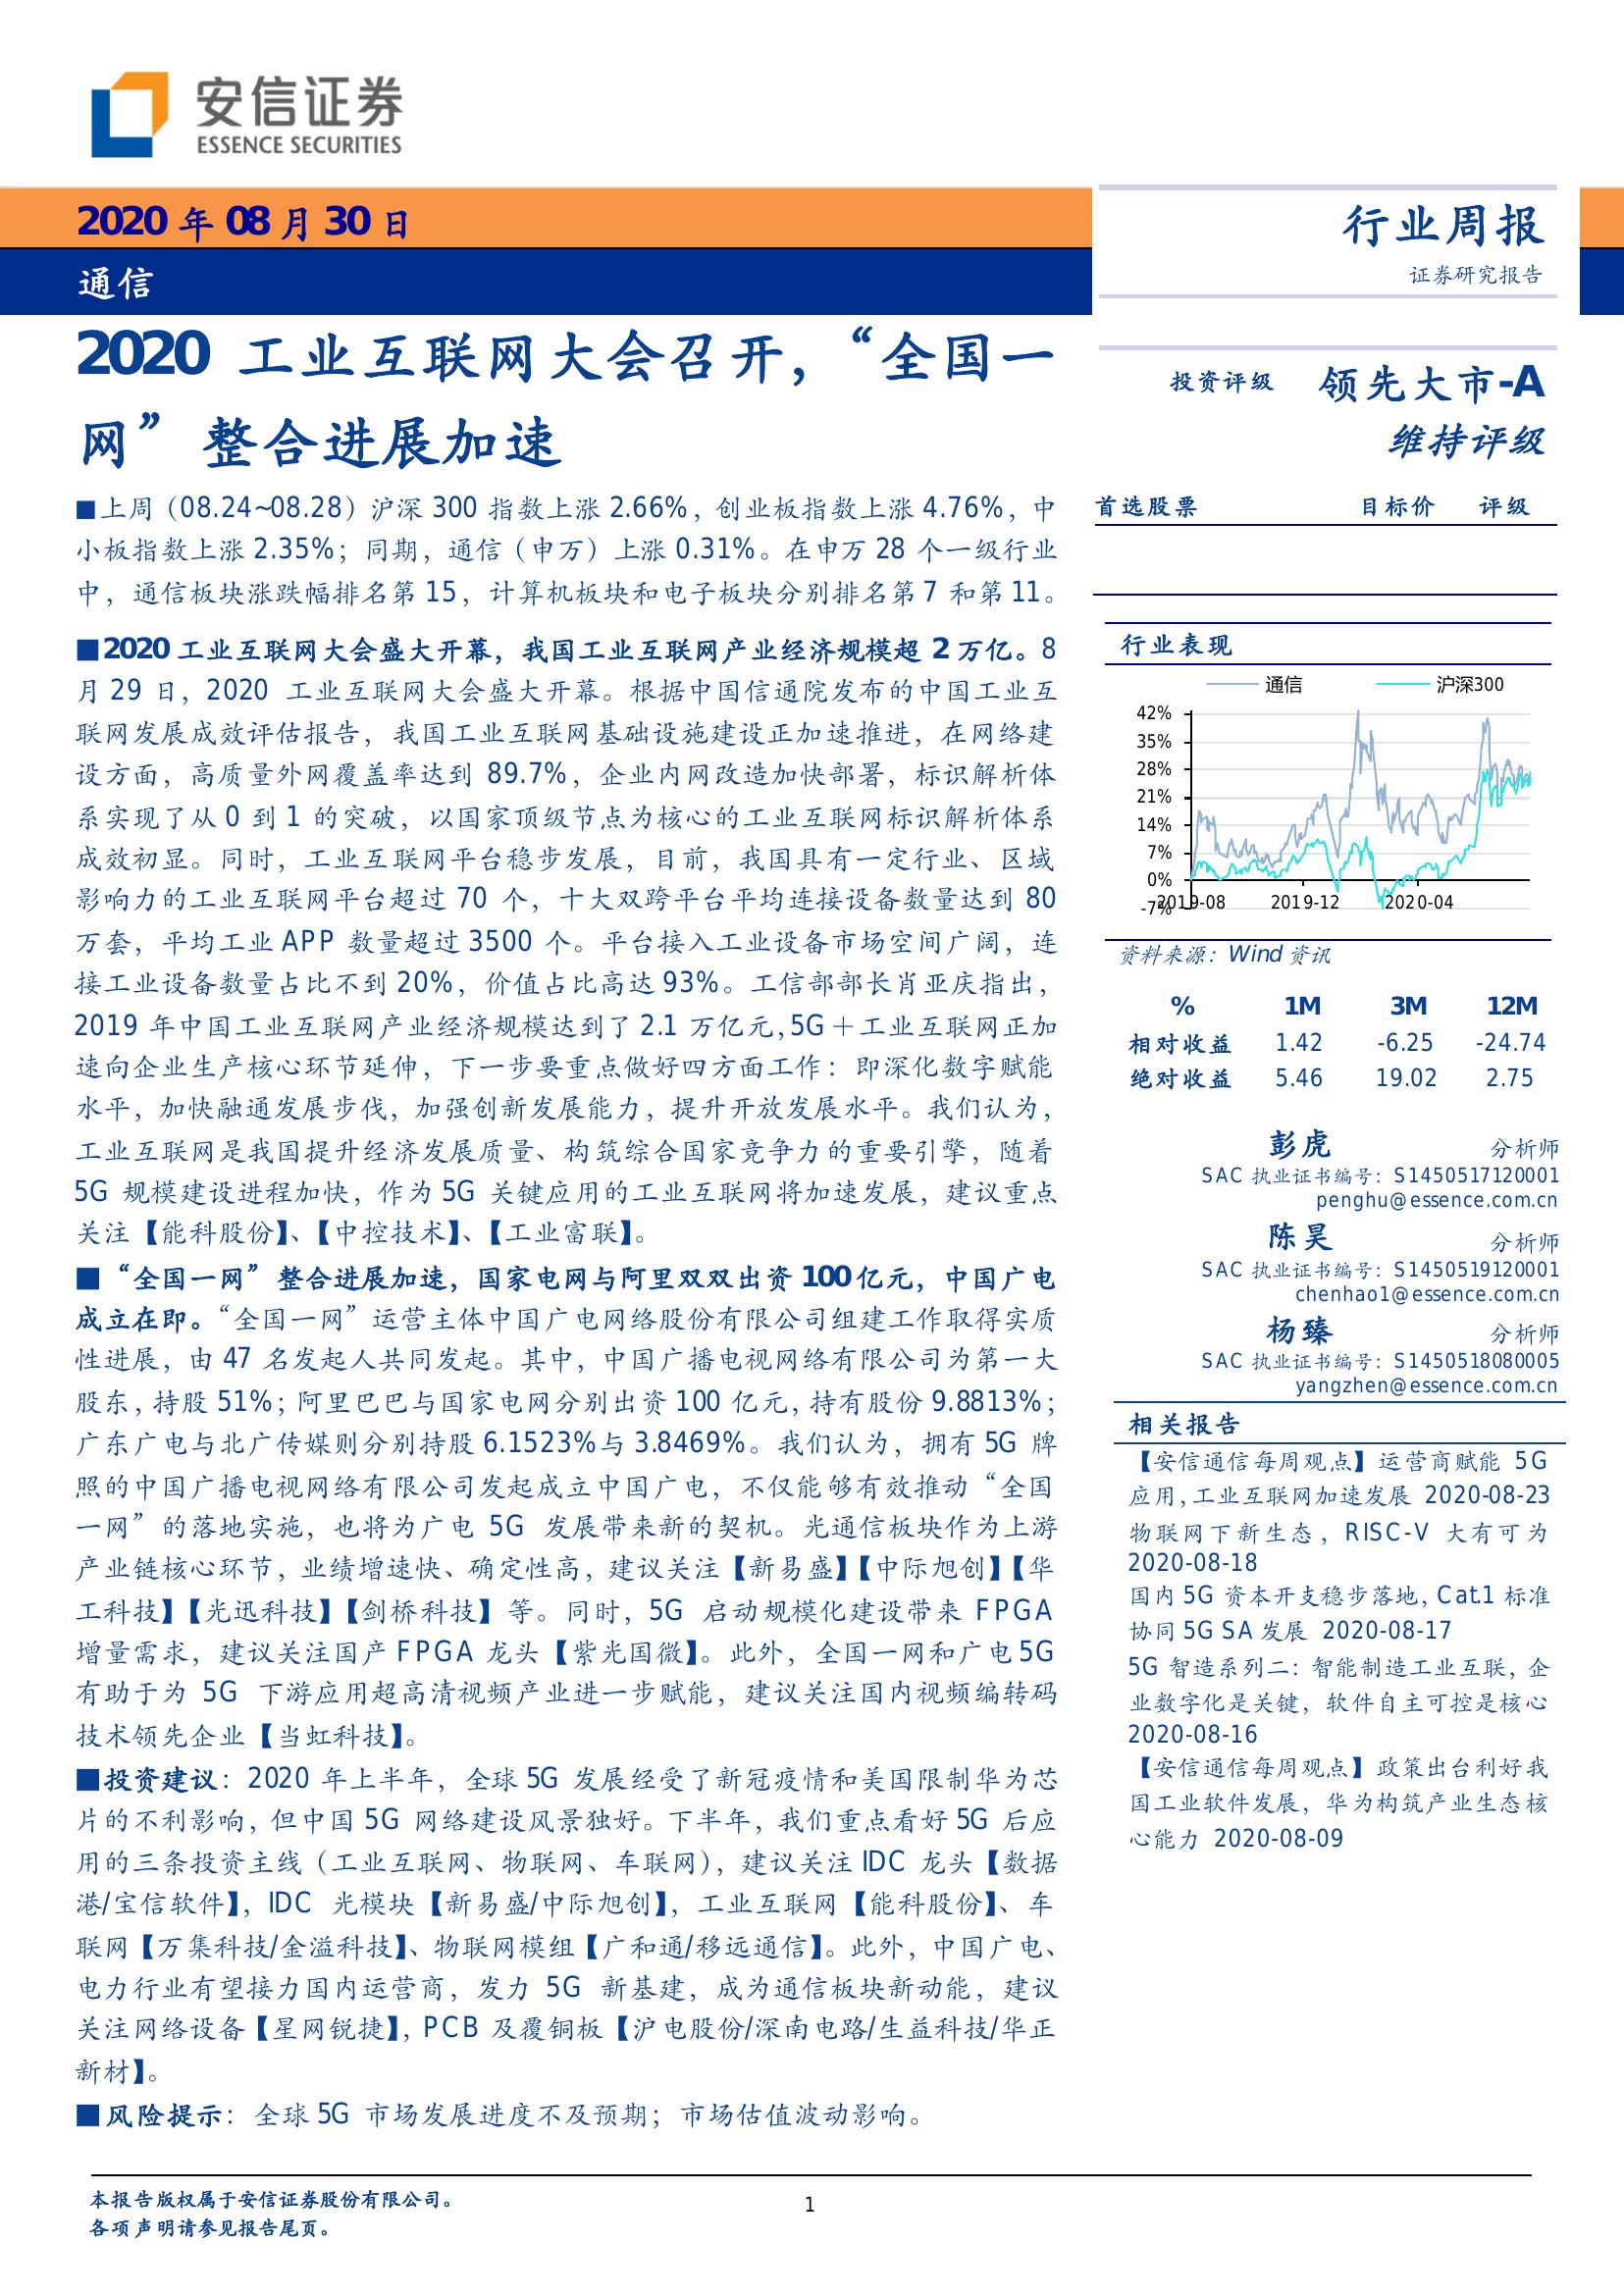 安信证券
ESSENCE SECURITIES
2020 年 08 月 30 日
通信
行业周报
证券研究报告
2020 工业互联网大会召开，“全国一
网”整合进展加速
■上周（08.24~08.28）沪深 300 指数上涨 2.66%，创业板指数上涨 4.76%，中
小板指数上涨 2.35%；同期，通信（申万）上涨 0.31%。在申万 28 个一级行业
中，通信板块涨跌幅排名第 15，计算机板块和电子板块分别排名第 7 和第 11。
■2020 工业互联网大会盛大开幕，我国工业互联网产业经济规模超 2 万亿。8
月 29 日，2020 工业互联网大会盛大开幕。根据中国信通院发布的中国工业互
联网发展成效评估报告，我国工业互联网基础设施建设正加速推进，在网络建
设方面，高质量外网覆盖率达到 89.7%，企业内网改造加快部署，标识解析体
系实现了从 0 到 1 的突破，以国家顶级节点为核心的工业互联网标识解析体系
成效初显。同时，工业互联网平台稳步发展，目前，我国具有一定行业、区域
影响力的工业互联网平台超过 70 个，十大双跨平台平均连接设备数量达到 80
万套，平均工业 APP 数量超过 3500 个。平台接入工业设备市场空间广阔，连
接工业设备数量占比不到 20%，价值占比高达 93%。工信部部长肖亚庆指出，
2019 年中国工业互联网产业经济规模达到了 2.1 万亿元，5G＋工业互联网正加
速向企业生产核心环节延伸，下一步要重点做好四方面工作：即深化数字赋能
水平，加快融通发展步伐，加强创新发展能力，提升开放发展水平。我们认为，
工业互联网是我国提升经济发展质量、构筑综合国家竞争力的重要引擎，随着
5G 规模建设进程加快，作为 5G 关键应用的工业互联网将加速发展，建议重点
关注【能科股份】、【中控技术】、【工业富联】。
■“全国一网”整合进展加速，国家电网与阿里双双出资 100 亿元，中国广电
成立在即。“全国一网”运营主体中国广电网络股份有限公司组建工作取得实质
性进展，由 47 名发起人共同发起。其中，中国广播电视网络有限公司为第一大
股东，持股 51%；阿里巴巴与国家电网分别出资 100 亿元，持有股份 9.8813%；
广东广电与北广传媒则分别持股 6.1523%与 3.8469%。我们认为，拥有 5G 牌
照的中国广播电视网络有限公司发起成立中国广电，不仅能够有效推动“全国
一网”的落地实施，也将为广电 5G 发展带来新的契机。光通信板块作为上游
产业链核心环节，业绩增速快、确定性高，建议关注【新易盛】【中际旭创】【华
工科技】【光迅科技】【剑桥科技】等。同时，5G 启动规模化建设带来 FPGA
增量需求，建议关注国产 FPGA 龙头【紫光国微】。此外，全国一网和广电 5G
有助于为 5G 下游应用超高清视频产业进一步赋能，建议关注国内视频编转码
技术领先企业【当虹科技】。
■投资建议：2020 年上半年，全球 5G 发展经受了新冠疫情和美国限制华为芯
片的不利影响，但中国 5G 网络建设风景独好。下半年，我们重点看好 5G 后应
用的三条投资主线（工业互联网、物联网、车联网），建议关注 IDC 龙头【数据
港/宝信软件】，IDC 光模块【新易盛/中际旭创】，工业互联网【能科股份】、车
联网【万集科技/金溢科技】、物联网模组【广和通/移远通信】。此外，中国广电、
电力行业有望接力国内运营商，发力 5G 新基建，成为通信板块新动能，建议
关注网络设备【星网锐捷】，PCB 及覆铜板【沪电股份/深南电路/生益科技/华正
新材】。
■风险提示：全球 5G 市场发展进度不及预期；市场估值波动影响。
投资评级 领先大市-A
维持评级
首选股票 目标价 评级
行业表现
通信 沪深300
42%
35%
28%
21%
14%
7%
0%
-7%
2019-08 2019-12 2020-04
资料来源：Wind 资讯
% 1M 3M 12M
相对收益 1.42 -6.25 -24.74
绝对收益 5.46 19.02 2.75
彭虎 分析师
SAC 执业证书编号：S1450517120001
penghu@essence.com.cn
陈昊 分析师
SAC 执业证书编号：S1450519120001
chenhao1@essence.com.cn
杨臻 分析师
SAC 执业证书编号：S1450518080005
yangzhen@essence.com.cn
相关报告
【安信通信每周观点】运营商赋能 5G
应用，工业互联网加速发展 2020-08-23
物联网下新生态，RISC-V 大有可为
2020-08-18
国内 5G 资本开支稳步落地，Cat.1 标准
协同 5G SA 发展 2020-08-17
5G 智造系列二：智能制造工业互联，企
业数字化是关键，软件自主可控是核心
2020-08-16
【安信通信每周观点】政策出台利好我
国工业软件发展，华为构筑产业生态核
心能力 2020-08-09
本报告版权属于安信证券股份有限公司。
各项声明请参见报告尾页。
1